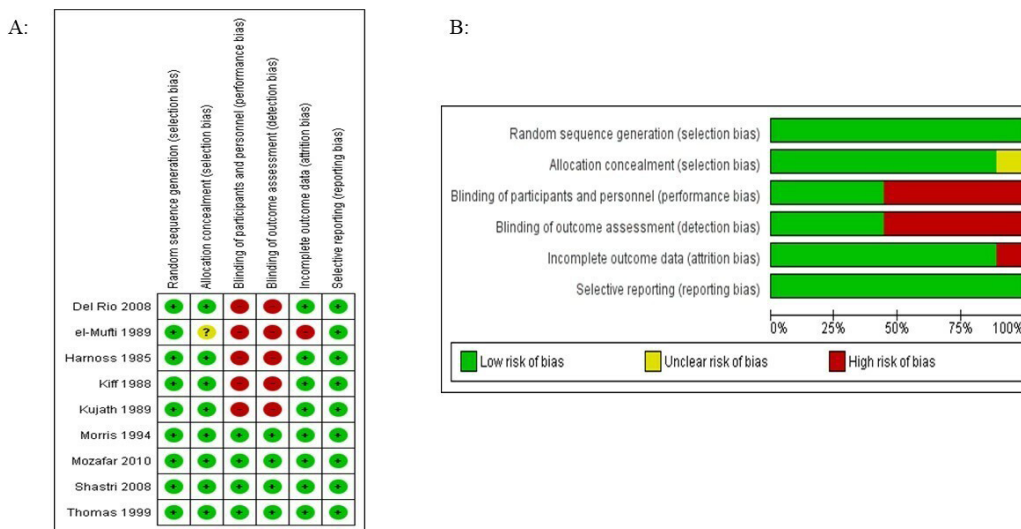 A:
B:
Random sequence generation (selection bias)
Allocation concealment (selection bias)
Blinding of participants and personnel (performance bias)
Blinding of outcome assessment (detection bias)
Incomplete outcome data (attrition bias)
Selective reporting (reporting bias)
Del Rio 2008 + + - - + +
el-Mufti 1989 + ? - - - +
Harnoss 1985 + + - - + +
Kiff 1988 + + - - + +
Kujath 1989 + + - - + +
Morris 1994 + + + + + +
Mozafar 2010 + + + + + +
Shastri 2008 + + + + + +
Thomas 1999 + + + + + +
Random sequence generation (selection bias)
Allocation concealment (selection bias)
Blinding of participants and personnel (performance bias)
Blinding of outcome assessment (detection bias)
Incomplete outcome data (attrition bias)
Selective reporting (reporting bias)
0% 25% 50% 75% 100%
Low risk of bias Unclear risk of bias High risk of bias